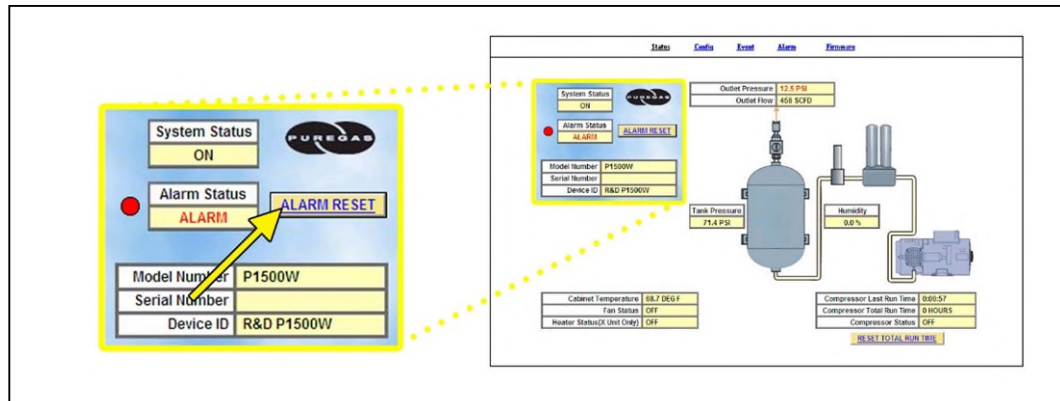 System Status
ON
PUREGAS
Alarm Status
ALARM
ALARM RESET
Model Number P1500W
Serial Number
Device ID R&D P1500W
Status Config Event Alarm Firmware
System Status
ON
PUREGAS
Alarm Status
ALARM
ALARM RESET
Model Number P1500W
Serial Number
Device ID R&D P1500W
Outlet Pressure 12.5 PSI
Outlet Flow 458 SCFD
Tank Pressure
71.4 PSI
Humidity
0.0 %
Cabinet Temperature 68.7 DEG F
Fan Status OFF
Heater Status(X Unit Only) OFF
Compressor Last Run Time 0:00:57
Compressor Total Run Time 0 HOURS
Compressor Status OFF
RESET TOTAL RUN TIME